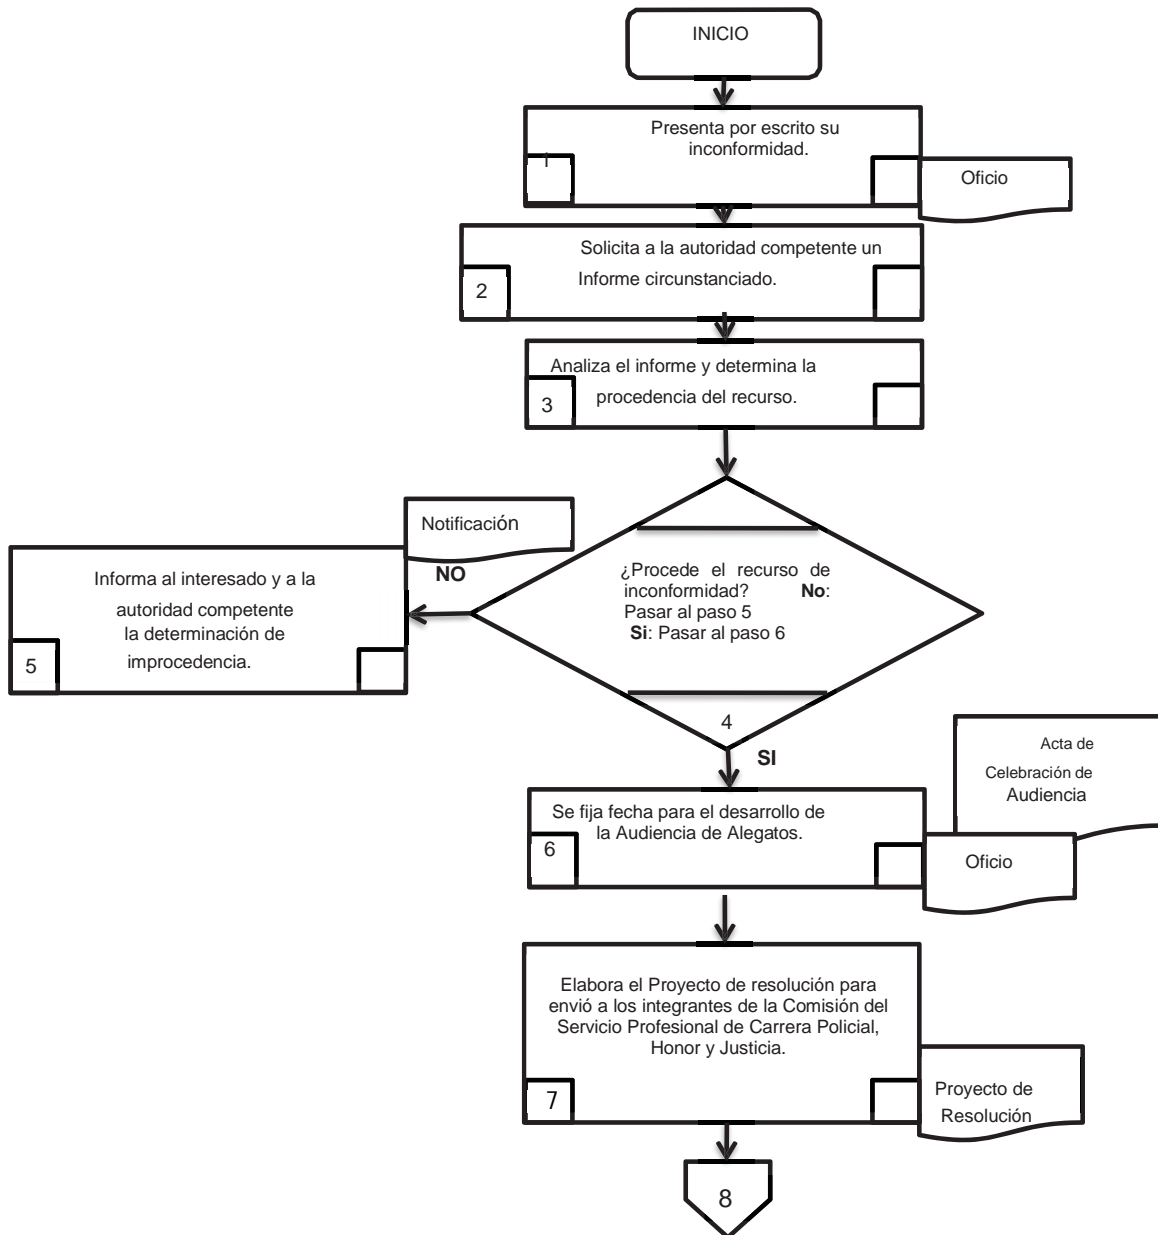 INICIO
Presenta por escrito su
inconformidad.
1
Oficio
Solicita a la autoridad competente un
Informe circunstanciado.
2
Analiza el informe y determina la
procedencia del recurso.
3
Notificación
NO
Informa al interesado y a la
autoridad competente
la determinación de
improcedencia.
5
¿Procede el recurso de
inconformidad? No:
Pasar al paso 5
Si: Pasar al paso 6
4
SI
Acta de
Celebración de
Audiencia
Se fija fecha para el desarrollo de
la Audiencia de Alegatos.
6
Oficio
Elabora el Proyecto de resolución para
envió a los integrantes de la Comisión del
Servicio Profesional de Carrera Policial,
Honor y Justicia.
7
Proyecto de
Resolución
8